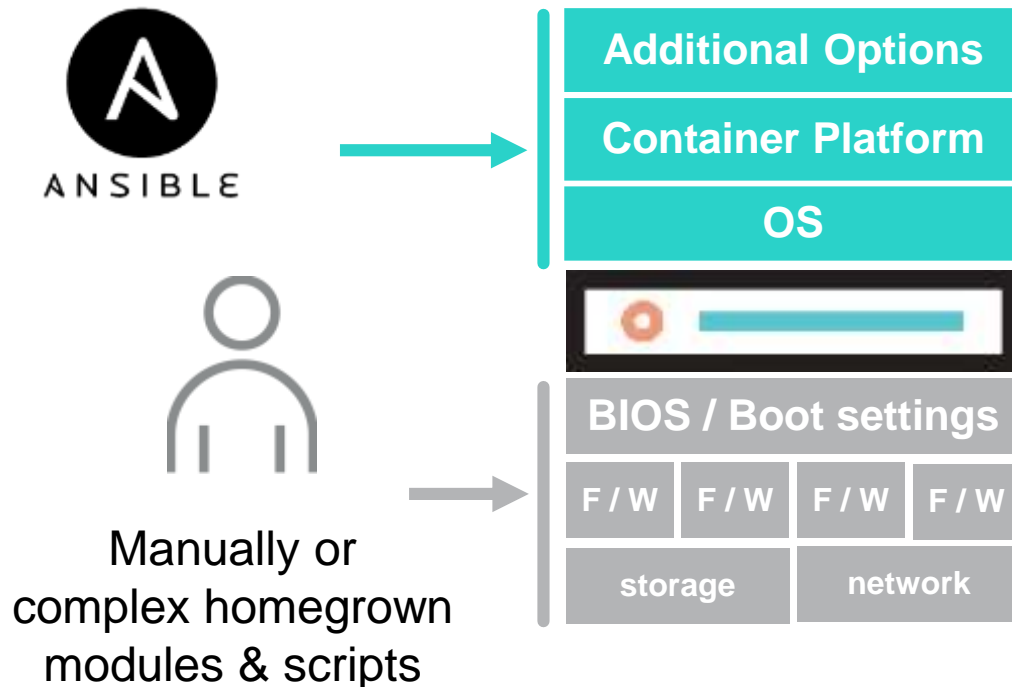 Additional Options
Container Platform
OS
ANSIBLE
BIOS / Boot settings
F / W F / W F / W F / W
storage network
Manually or
complex homegrown
modules & scripts